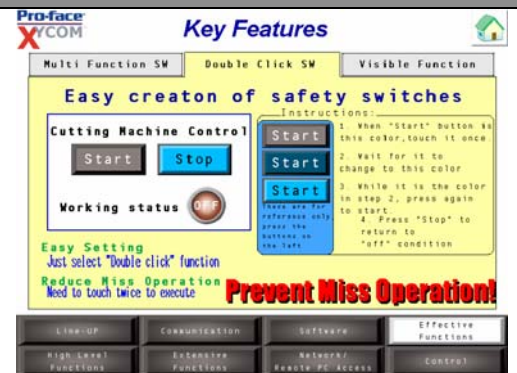 Pro-face
XYCOM
Key Features
Multi Function SW
Double Click SW
Visible Function
Easy creaton of safety switches
Cutting Machine Control
Start
Stop
Working status
OFF
Instructions:
Start
Start
Start
These are for
reference only,
press the
buttons on
the left
1. When "Start" button is
this color,touch it once
2. Wait for it to
change to this color
3. While it is the color
in step 2, press again
to start.
4. Press "Stop" to
return to
"off" condition
Easy Setting
Just select "Double click" function
Reduce Miss Operation
Need to touch twice to execute
Prevent Miss Operation!
Line-UP
Communication
Software
Effective
Functions
High Level
Functions
Extensive
Functions
Network/
Remote PC Access
Control